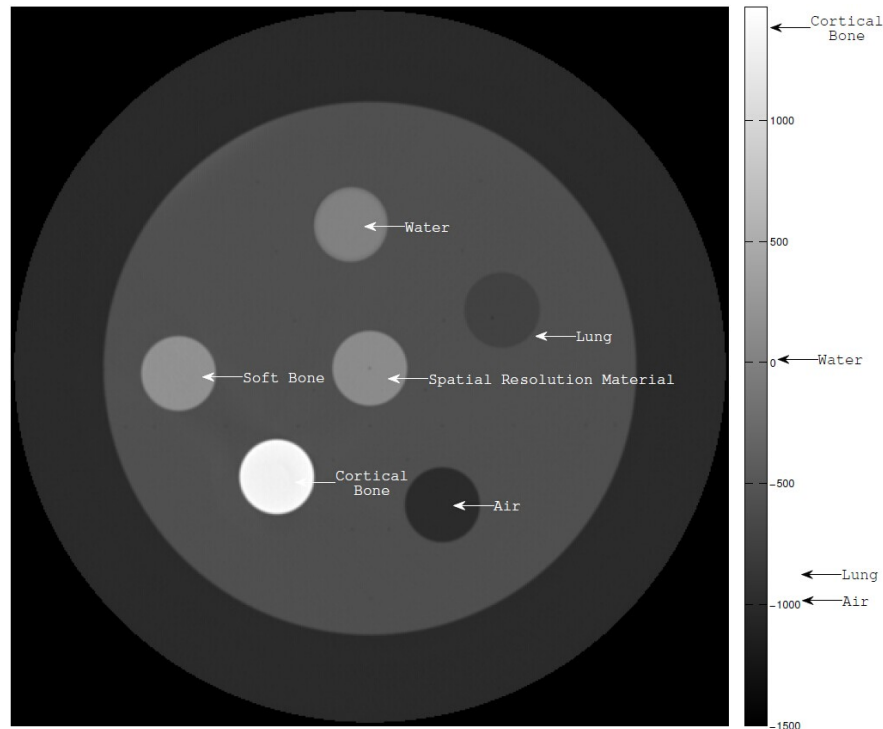 Water
Lung
Soft Bone
Spatial Resolution Material
Cortical
Bone
Air
Cortical
Bone
1000
500
0
Water
−500
Lung
−1000
Air
−1500